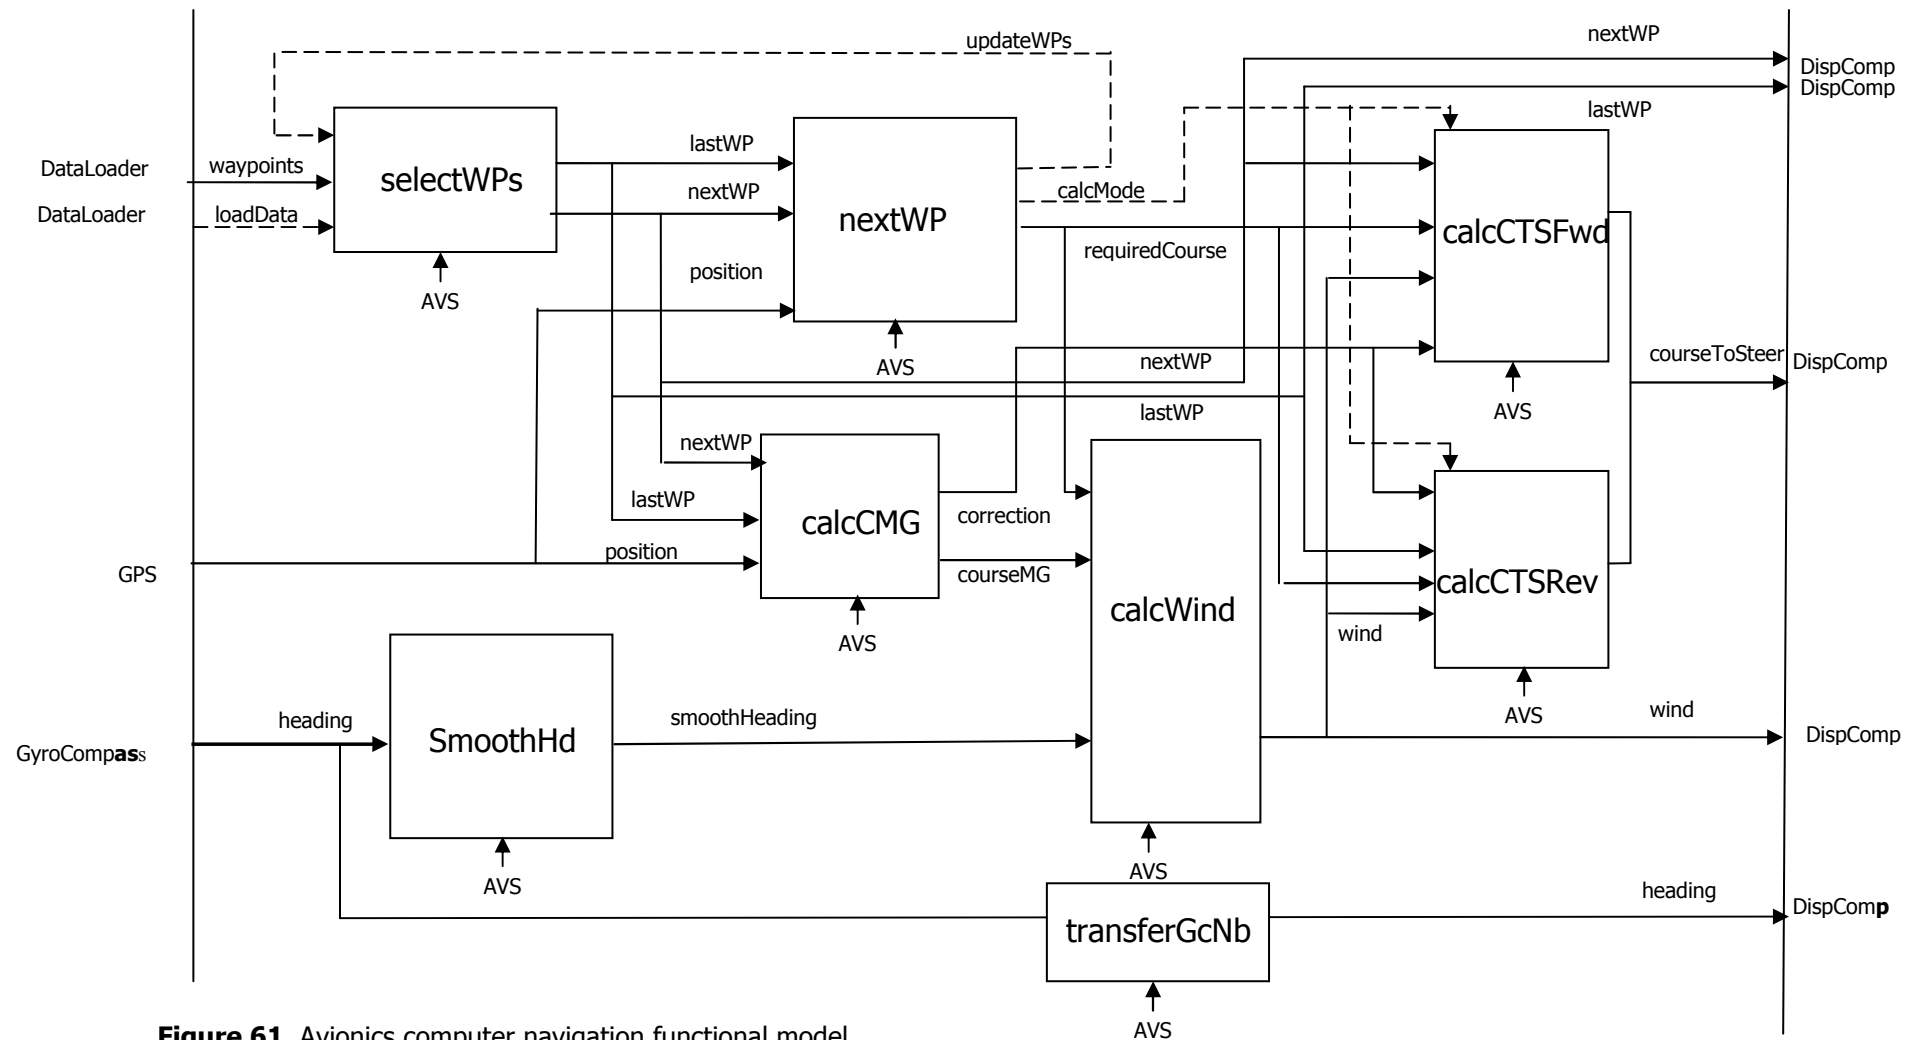 updateWPs
nextWP
DispComp
DispComp
lastWP
lastWP
DataLoader
waypoints
selectWPs
nextWP
calcMode
DataLoader
loadData
nextWP
calcCTSFwd
requiredCourse
position
AVS
AVS
nextWP
courseToSteer
DispComp
lastWP
AVS
nextWP
lastWP
calcCMG
correction
position
courseMG
GPS
calcWind
calcCTSRev
wind
AVS
heading
smoothHeading
AVS
wind
GyroCompass
SmoothHd
DispComp
AVS
AVS
heading
DispComp
transferGcNb
AVS
Figure 61 Avionics computer navigation functional model